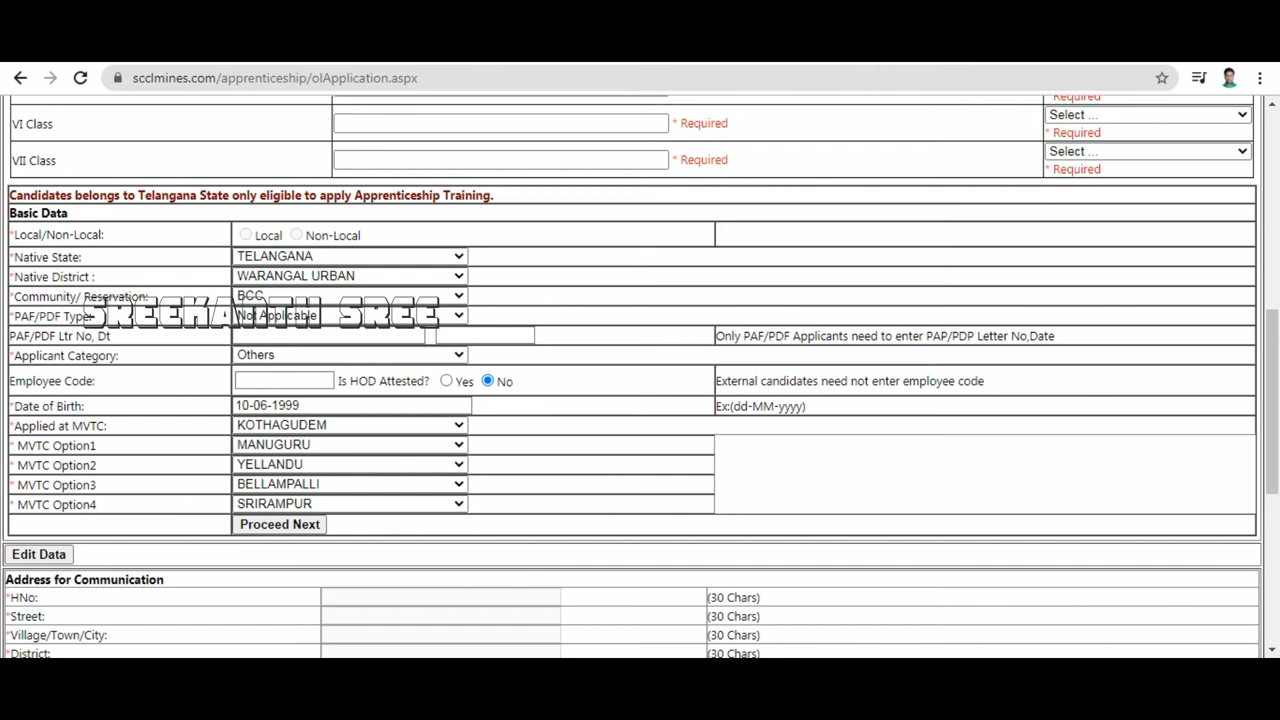 scclmines.com/apprenticeship/olApplication.aspx
Required
VI Class * Required Select ... * Required
VII Class * Required Select ... * Required
Candidates belongs to Telangana State only eligible to apply Apprenticeship Training.
Basic Data
*Local/Non-Local: Local Non-Local
*Native State: TELANGANA
*Native District : WARANGAL URBAN
*Community/ Reservation: BCC
SREEKANTH SREE
*PAF/PDF Type: Not Applicable
PAF/PDF Ltr No, Dt Only PAF/PDF Applicants need to enter PAP/PDP Letter No,Date
*Applicant Category: Others
Employee Code: Is HOD Attested? Yes No External candidates need not enter employee code
*Date of Birth: 10-06-1999 Ex:(dd-MM-yyyy)
*Applied at MVTC: KOTHAGUDEM
* MVTC Option1 MANUGURU
* MVTC Option2 YELLANDU
* MVTC Option3 BELLAMPALLI
* MVTC Option4 SRIRAMPUR
Proceed Next
Edit Data
Address for Communication
*HNo: (30 Chars)
*Street: (30 Chars)
*Village/Town/City: (30 Chars)
*District: (30 Chars)